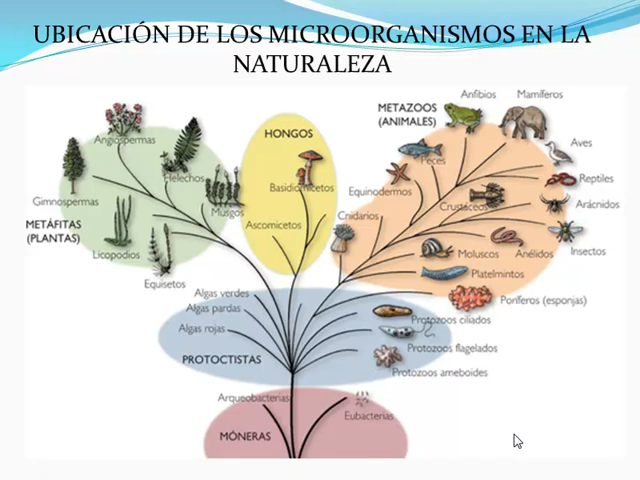 UBICACIÓN DE LOS MICROORGANISMOS EN LA
NATURALEZA
Anfibios
Mamíferos
METAZOOS
(ANIMALES)
Angiospermas
HONGOS
Aves
Peces
Helechos
Basidiomicetos
Equinodermos
Reptiles
Gimnospermas
Musgos
Crustáceos
Arácnidos
Cnidarios
METÁFITAS
(PLANTAS)
Ascomicetos
Licopodios
Moluscos
Anélidos
Insectos
Platelmintos
Equisetos
Algas verdes
Poríferos (esponjas)
Algas pardas
Protozoos ciliados
Algas rojas
Protozoos flagelados
PROTOCTISTAS
Protozoos ameboides
Arqueobacterias
Eubacterias
MÓNERAS